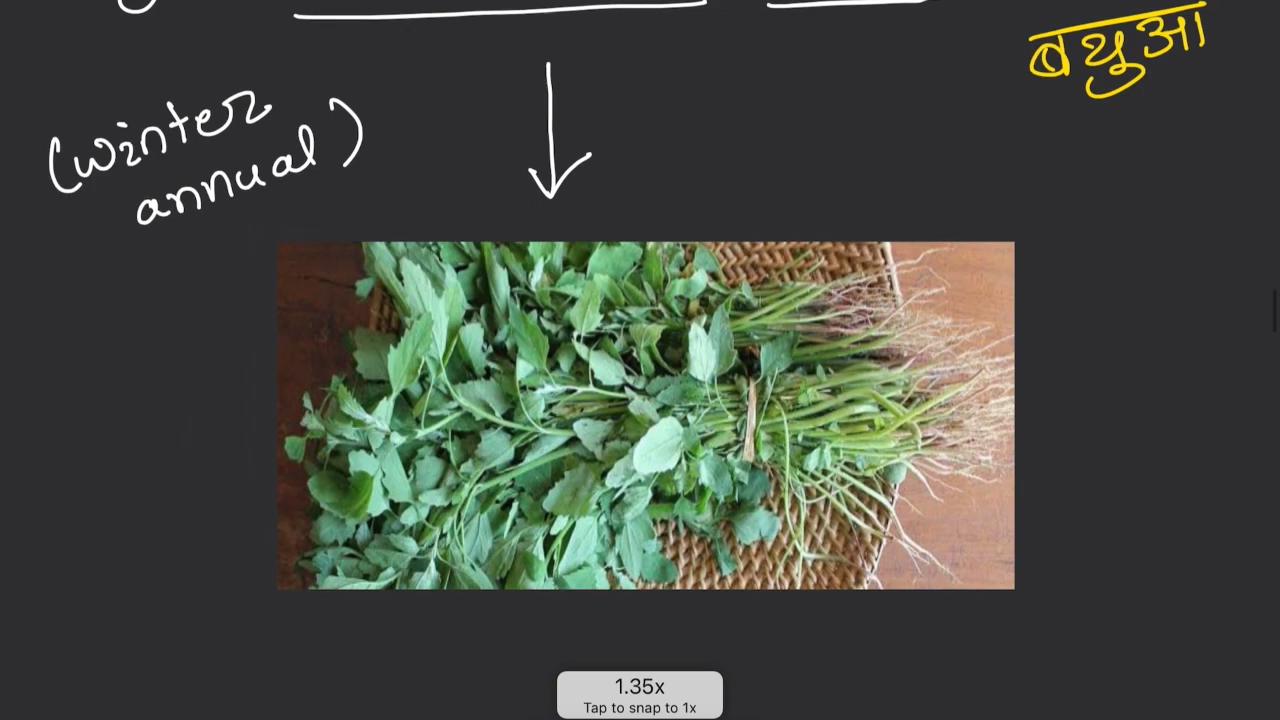 बथुआ
(winter
annual)
1.35x
Tap to snap to 1x